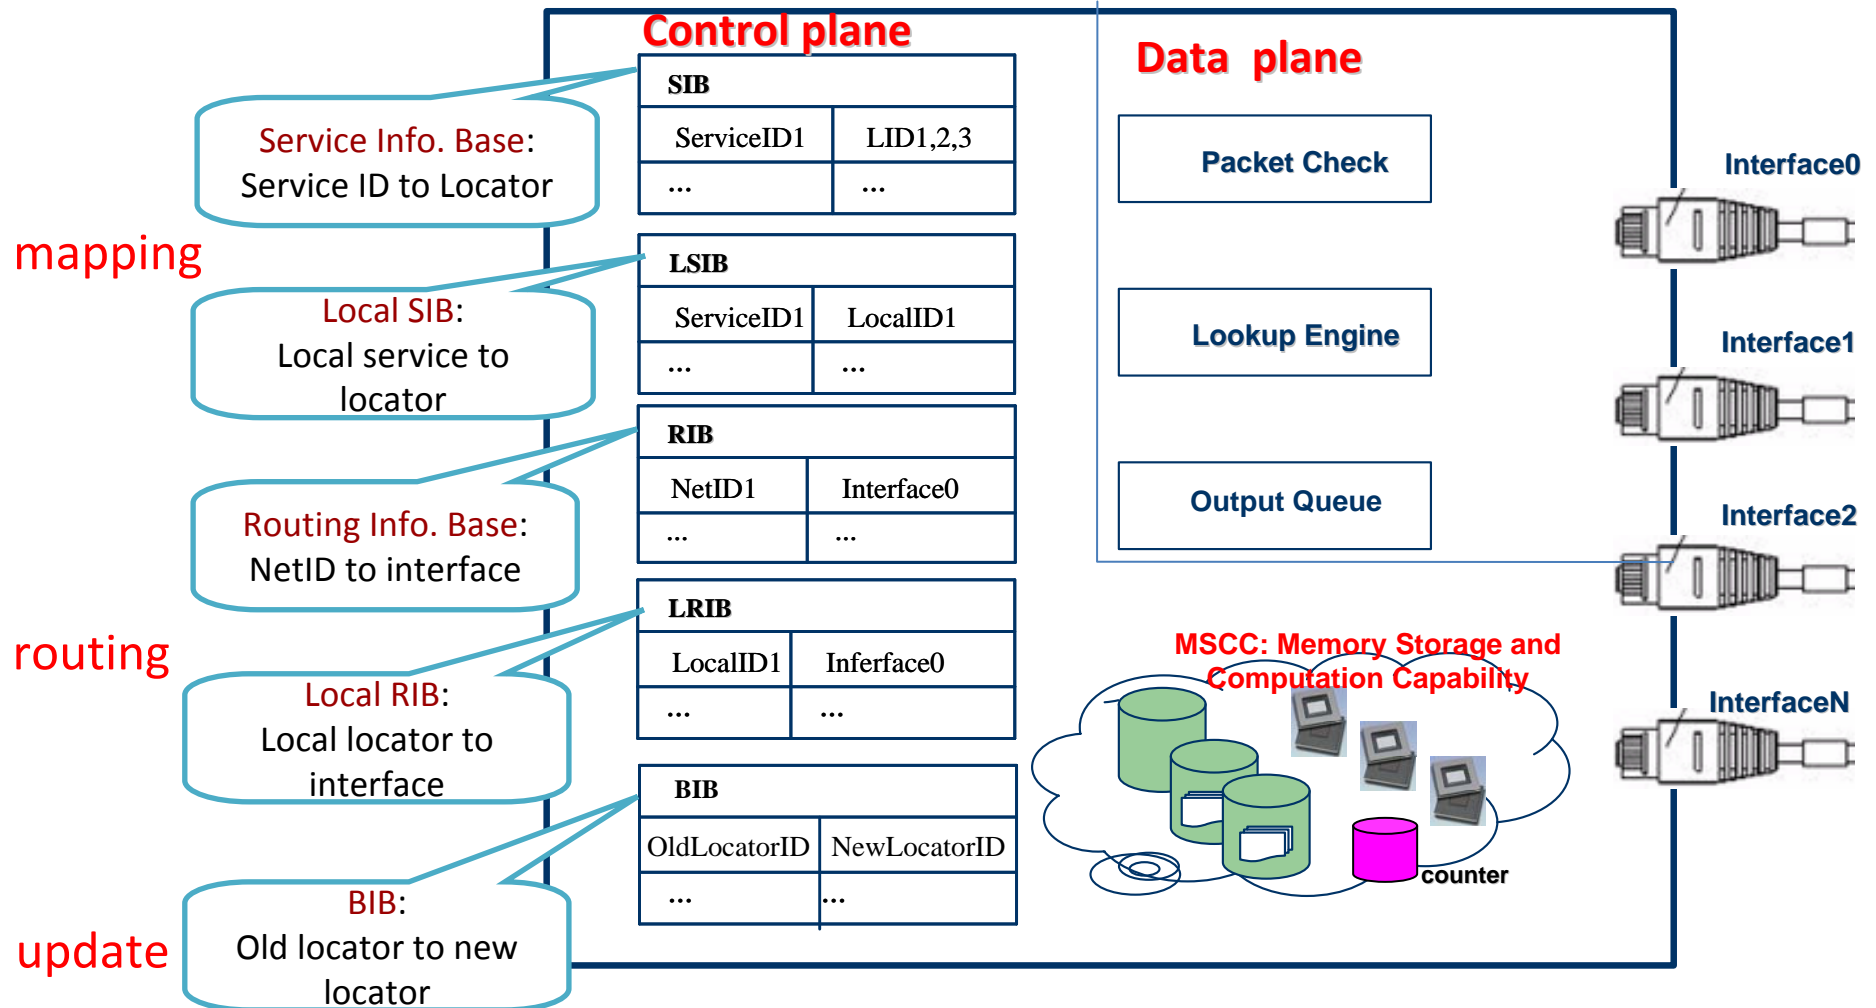 Control plane
Data plane
mapping
routing
update
Service Info. Base:
Service ID to Locator
Local SIB:
Local service to
locator
Routing Info. Base:
NetID to interface
Local RIB:
Local locator to
interface
BIB:
Old locator to new
locator
SIB
ServiceID1 LID1,2,3
... ...
LSIB
ServiceID1 LocalID1
... ...
RIB
NetID1 Interface0
... ...
LRIB
LocalID1 Inferface0
... ...
BIB
OldLocatorID NewLocatorID
... ...
Packet Check
Lookup Engine
Output Queue
MSCC: Memory Storage and
Computation Capability
counter
Interface0
Interface1
Interface2
InterfaceN